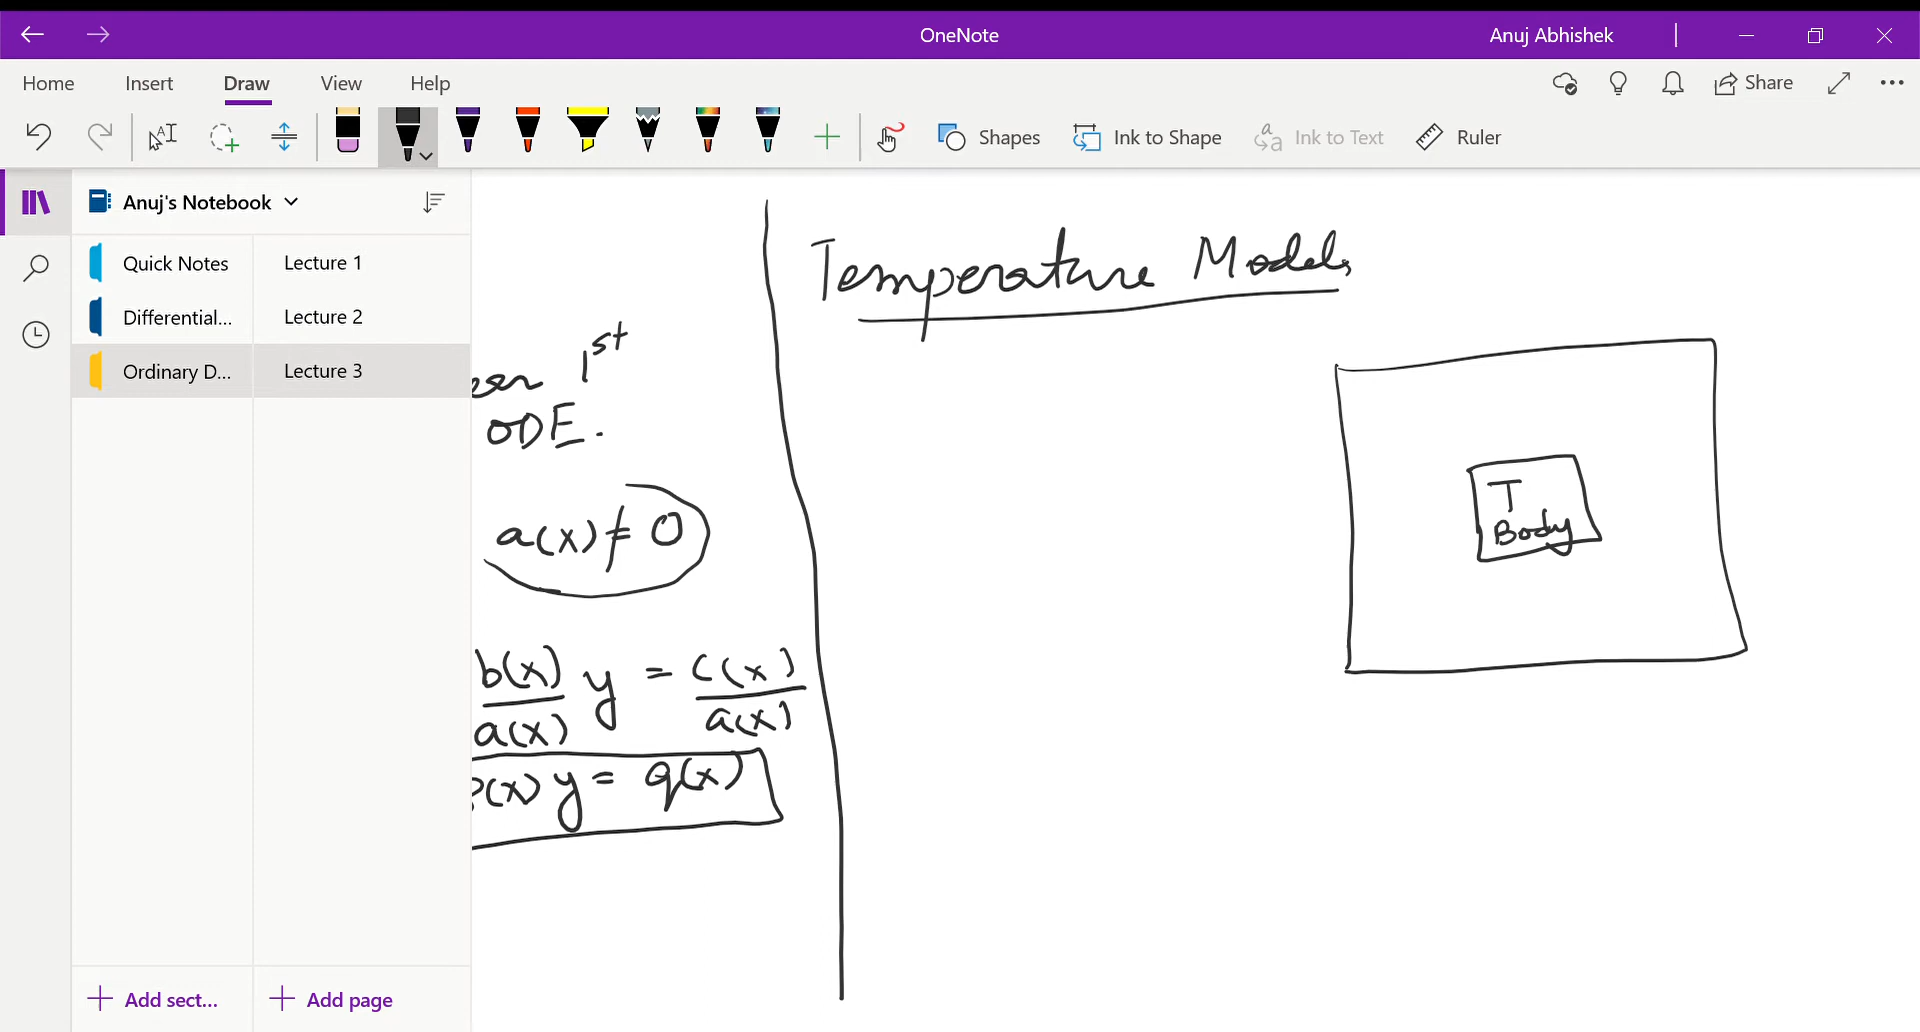 OneNote
Anuj Abhishek
Home Insert Draw View Help
Share
Shapes Ink to Shape Ink to Text Ruler
Anuj's Notebook
Quick Notes
Differential...
Ordinary D...
Lecture 1
Lecture 2
Lecture 3
Add sect...
Add page
1st
ODE.
a(x) ≠ 0
b(x)/a(x) y = c(x)/a(x)
(x) y = q(x)
Temperature Models
T
Body